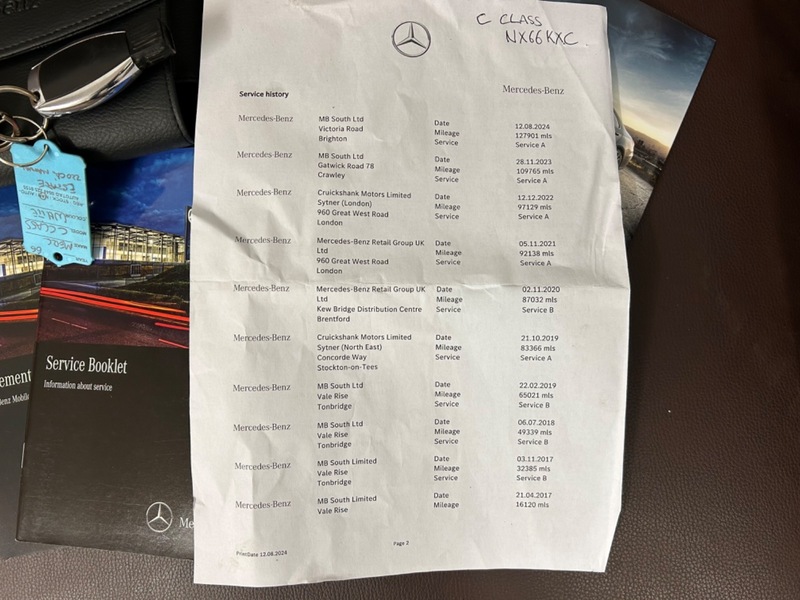 C CLASS
NX66KXC
Service history
Mercedes-Benz
Mercedes-Benz MB South Ltd Date 12.08.2024
Victoria Road Mileage 127901 mls
Brighton Service Service A
Mercedes-Benz MB South Ltd Date 28.11.2023
Gatwick Road 78 Mileage 109765 mls
Crawley Service Service A
Mercedes-Benz Cruickshank Motors Limited Date 12.12.2022
Sytner (London) Mileage 97129 mls
960 Great West Road Service Service A
London
Mercedes-Benz Mercedes-Benz Retail Group UK Date 05.11.2021
Ltd Mileage 92138 mls
960 Great West Road Service Service A
London
Mercedes-Benz Mercedes-Benz Retail Group UK Date 02.11.2020
Ltd Mileage 87032 mls
Kew Bridge Distribution Centre Service Service B
Brentford
Mercedes-Benz Cruickshank Motors Limited Date 21.10.2019
Sytner (North East) Mileage 83366 mls
Concorde Way Service Service A
Stockton-on-Tees
Mercedes-Benz MB South Ltd Date 22.02.2019
Vale Rise Mileage 65021 mls
Tonbridge Service Service B
Mercedes-Benz MB South Ltd Date 06.07.2018
Vale Rise Mileage 49339 mls
Tonbridge Service Service B
Mercedes-Benz MB South Limited Date 03.11.2017
Vale Rise Mileage 32385 mls
Tonbridge Service Service B
Mercedes-Benz MB South Limited Date 21.04.2017
Vale Rise Mileage 16120 mls
Page 2
PrintDate 12.08.2024
Service Booklet
Information about service
WHITE
C CLASS
MERC
66